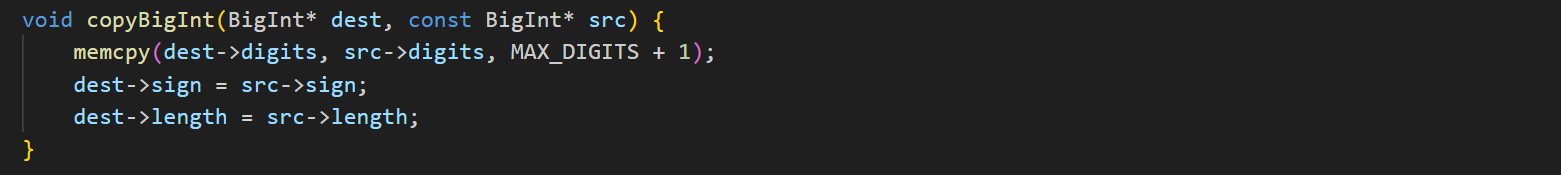 void copyBigInt(BigInt* dest, const BigInt* src) {
    memcpy(dest->digits, src->digits, MAX_DIGITS + 1);
    dest->sign = src->sign;
    dest->length = src->length;
}